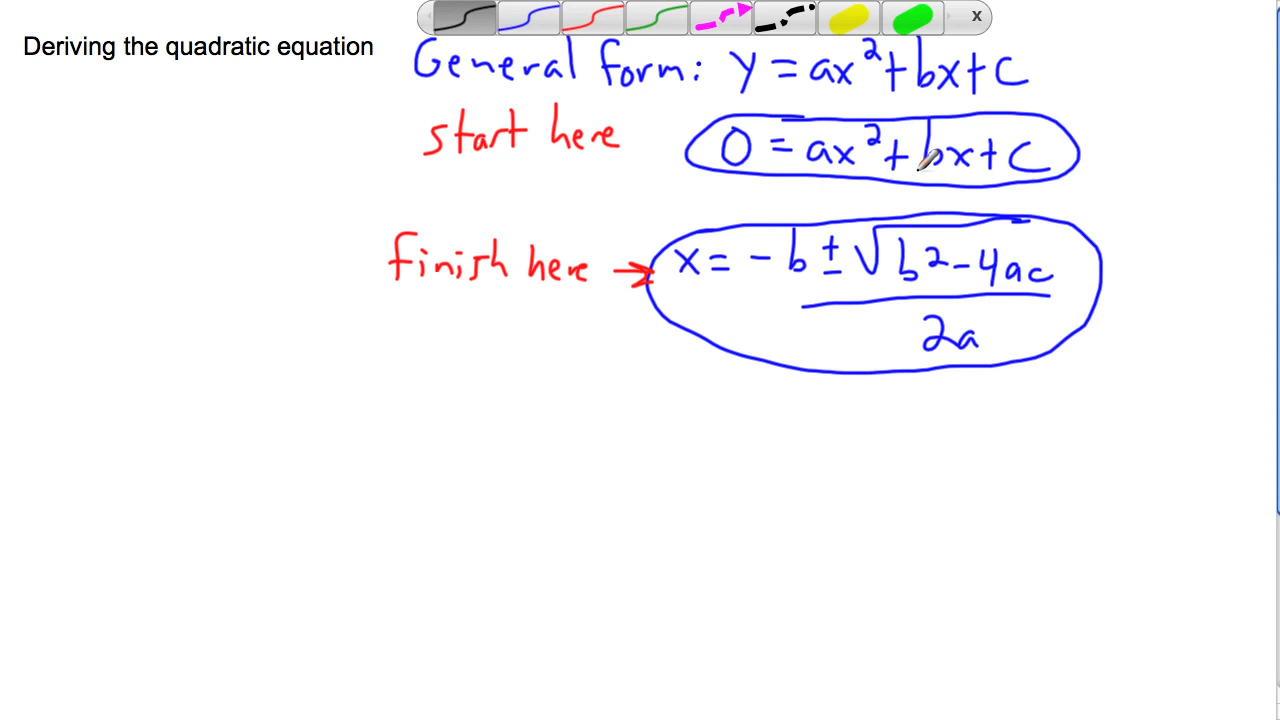 Deriving the quadratic equation
General form: y = ax² + bx + c
start here 0 = ax² + bx + c
finish here → x = -b ± √b² - 4ac
2a